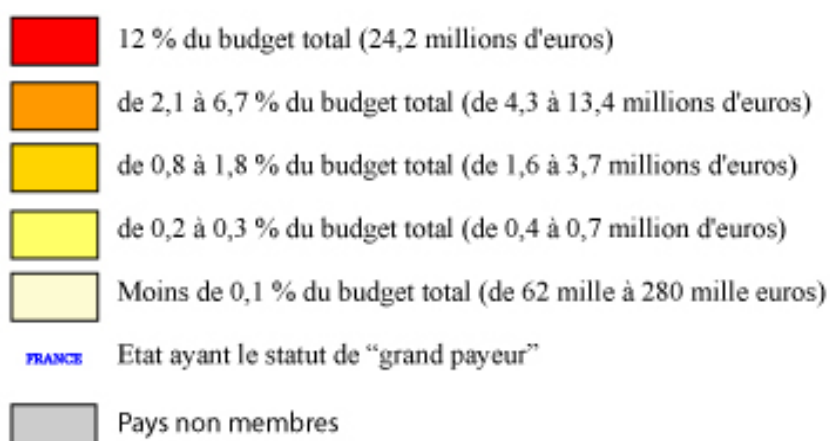 12 % du budget total (24,2 millions d'euros)
de 2,1 à 6,7 % du budget total (de 4,3 à 13,4 millions d'euros)
de 0,8 à 1,8 % du budget total (de 1,6 à 3,7 millions d'euros)
de 0,2 à 0,3 % du budget total (de 0,4 à 0,7 million d'euros)
Moins de 0,1 % du budget total (de 62 mille à 280 mille euros)
FRANCE Etat ayant le statut de “grand payeur”
Pays non membres